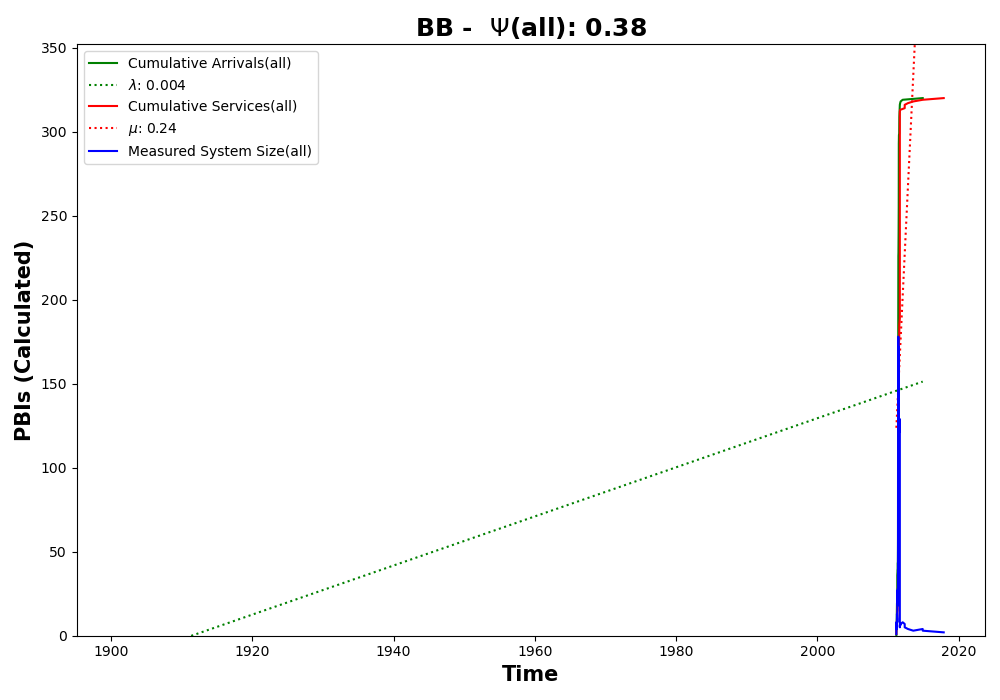 BB - Ψ(all): 0.38
Cumulative Arrivals(all)
λ: 0.004
Cumulative Services(all)
μ: 0.24
Measured System Size(all)
350
300
250
200
150
100
50
0
PBIs (Calculated)
1900 1920 1940 1960 1980 2000 2020
Time